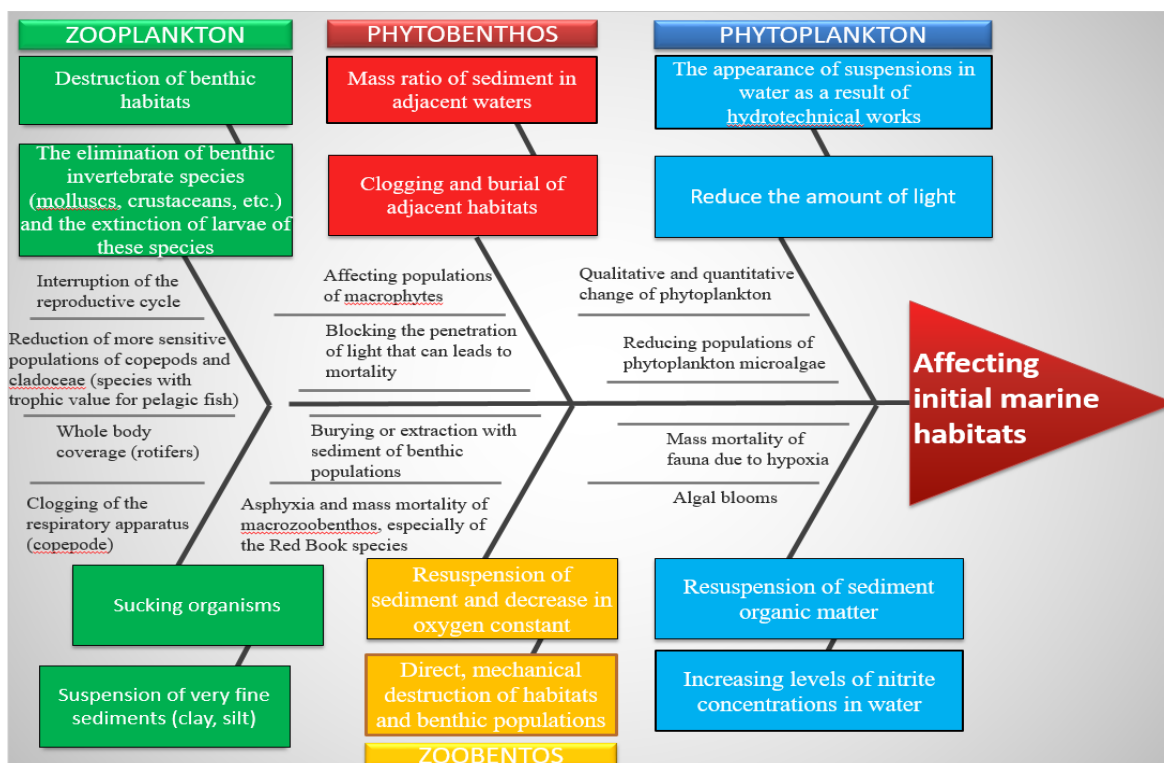 ZOOPLANKTON
PHYTOBENTHOS
PHYTOPLANKTON
Destruction of benthic
habitats
Mass ratio of sediment in
adjacent waters
The appearance of suspensions in
water as a result of
hydrotechnical works
The elimination of benthic
invertebrate species
(molluscs, crustaceans, etc.)
and the extinction of larvae of
these species
Clogging and burial of
adjacent habitats
Reduce the amount of light
Interruption of the
reproductive cycle
Affecting populations
of macrophytes
Qualitative and quantitative
change of phytoplankton
Reduction of more sensitive
populations of copepods and
cladoceae (species with
trophic value for pelagic fish)
Blocking the penetration
of light that can leads to
mortality
Reducing populations of
phytoplankton microalgae
Affecting
initial marine
habitats
Whole body
coverage (rotifers)
Burying or extraction with
sediment of benthic
populations
Mass mortality of
fauna due to hypoxia
Clogging of the
respiratory apparatus
(copepode)
Asphyxia and mass mortality of
macrozoobenthos, especially of
the Red Book species
Algal blooms
Sucking organisms
Resuspension of
sediment and decrease in
oxygen constant
Resuspension of sediment
organic matter
Suspension of very fine
sediments (clay, silt)
Direct, mechanical
destruction of habitats
and benthic populations
Increasing levels of nitrite
concentrations in water
ZOOBENTOS